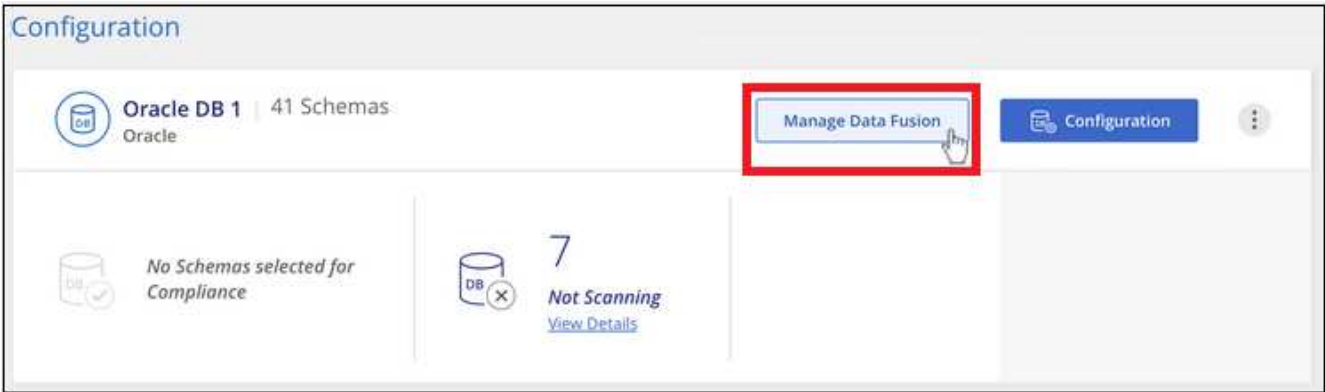 Configuration
Oracle DB 1 | 41 Schemas
Manage Data Fusion
Configuration
DB
Oracle
No Schemas selected for
Compliance
DB
7
Not Scanning
View Details
DB